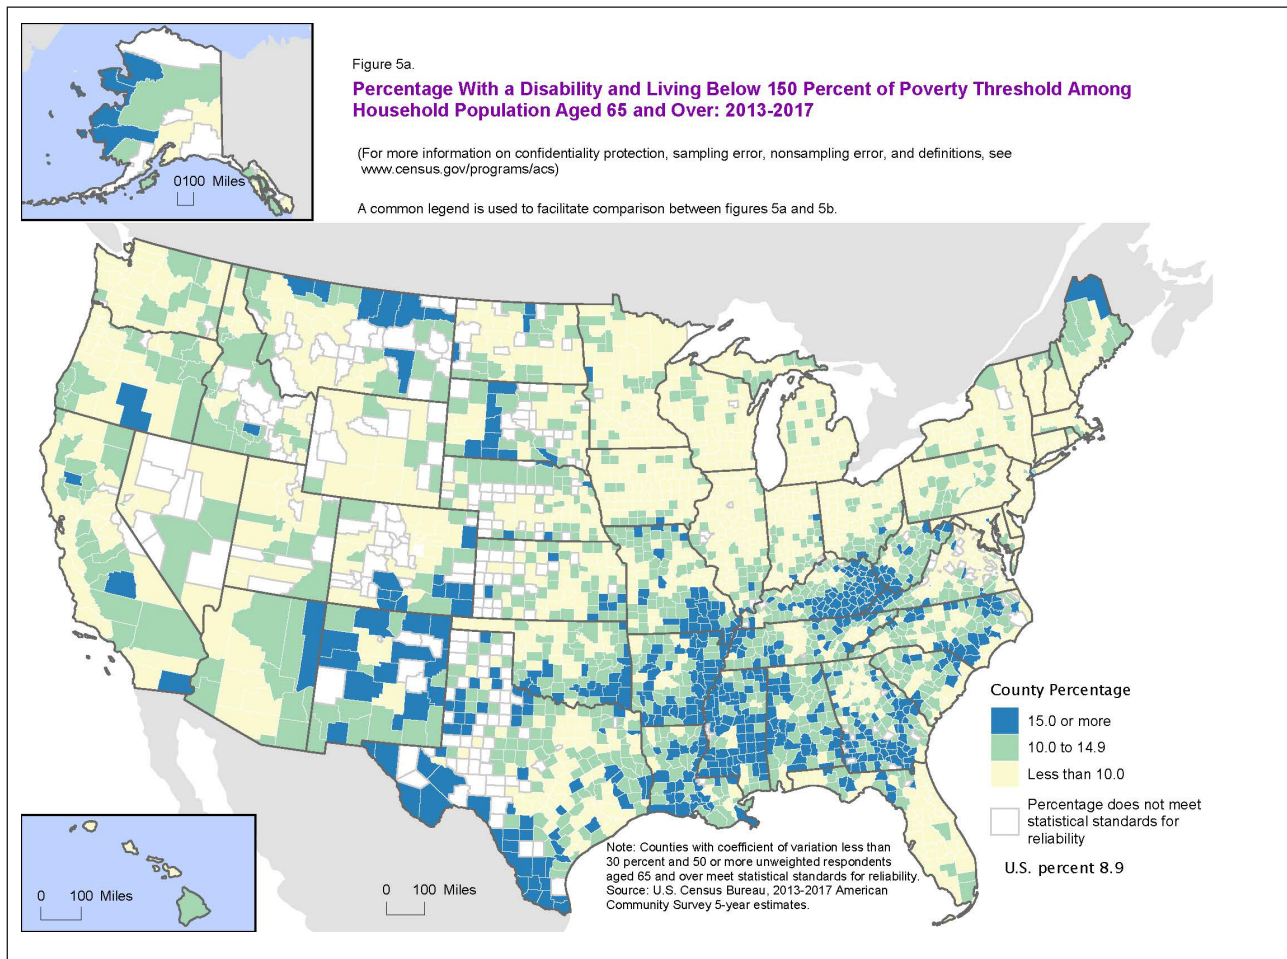 Figure 5a.
Percentage With a Disability and Living Below 150 Percent of Poverty Threshold Among
Household Population Aged 65 and Over: 2013-2017
(For more information on confidentiality protection, sampling error, nonsampling error, and definitions, see
www.census.gov/programs/acs)
A common legend is used to facilitate comparison between figures 5a and 5b.
0100 Miles
County Percentage
15.0 or more
10.0 to 14.9
Less than 10.0
Percentage does not meet
statistical standards for
reliability
U.S. percent 8.9
Note: Counties with coefficient of variation less than
30 percent and 50 or more unweighted respondents
aged 65 and over meet statistical standards for reliability.
Source: U.S. Census Bureau, 2013-2017 American
Community Survey 5-year estimates.
0 100 Miles
0 100 Miles